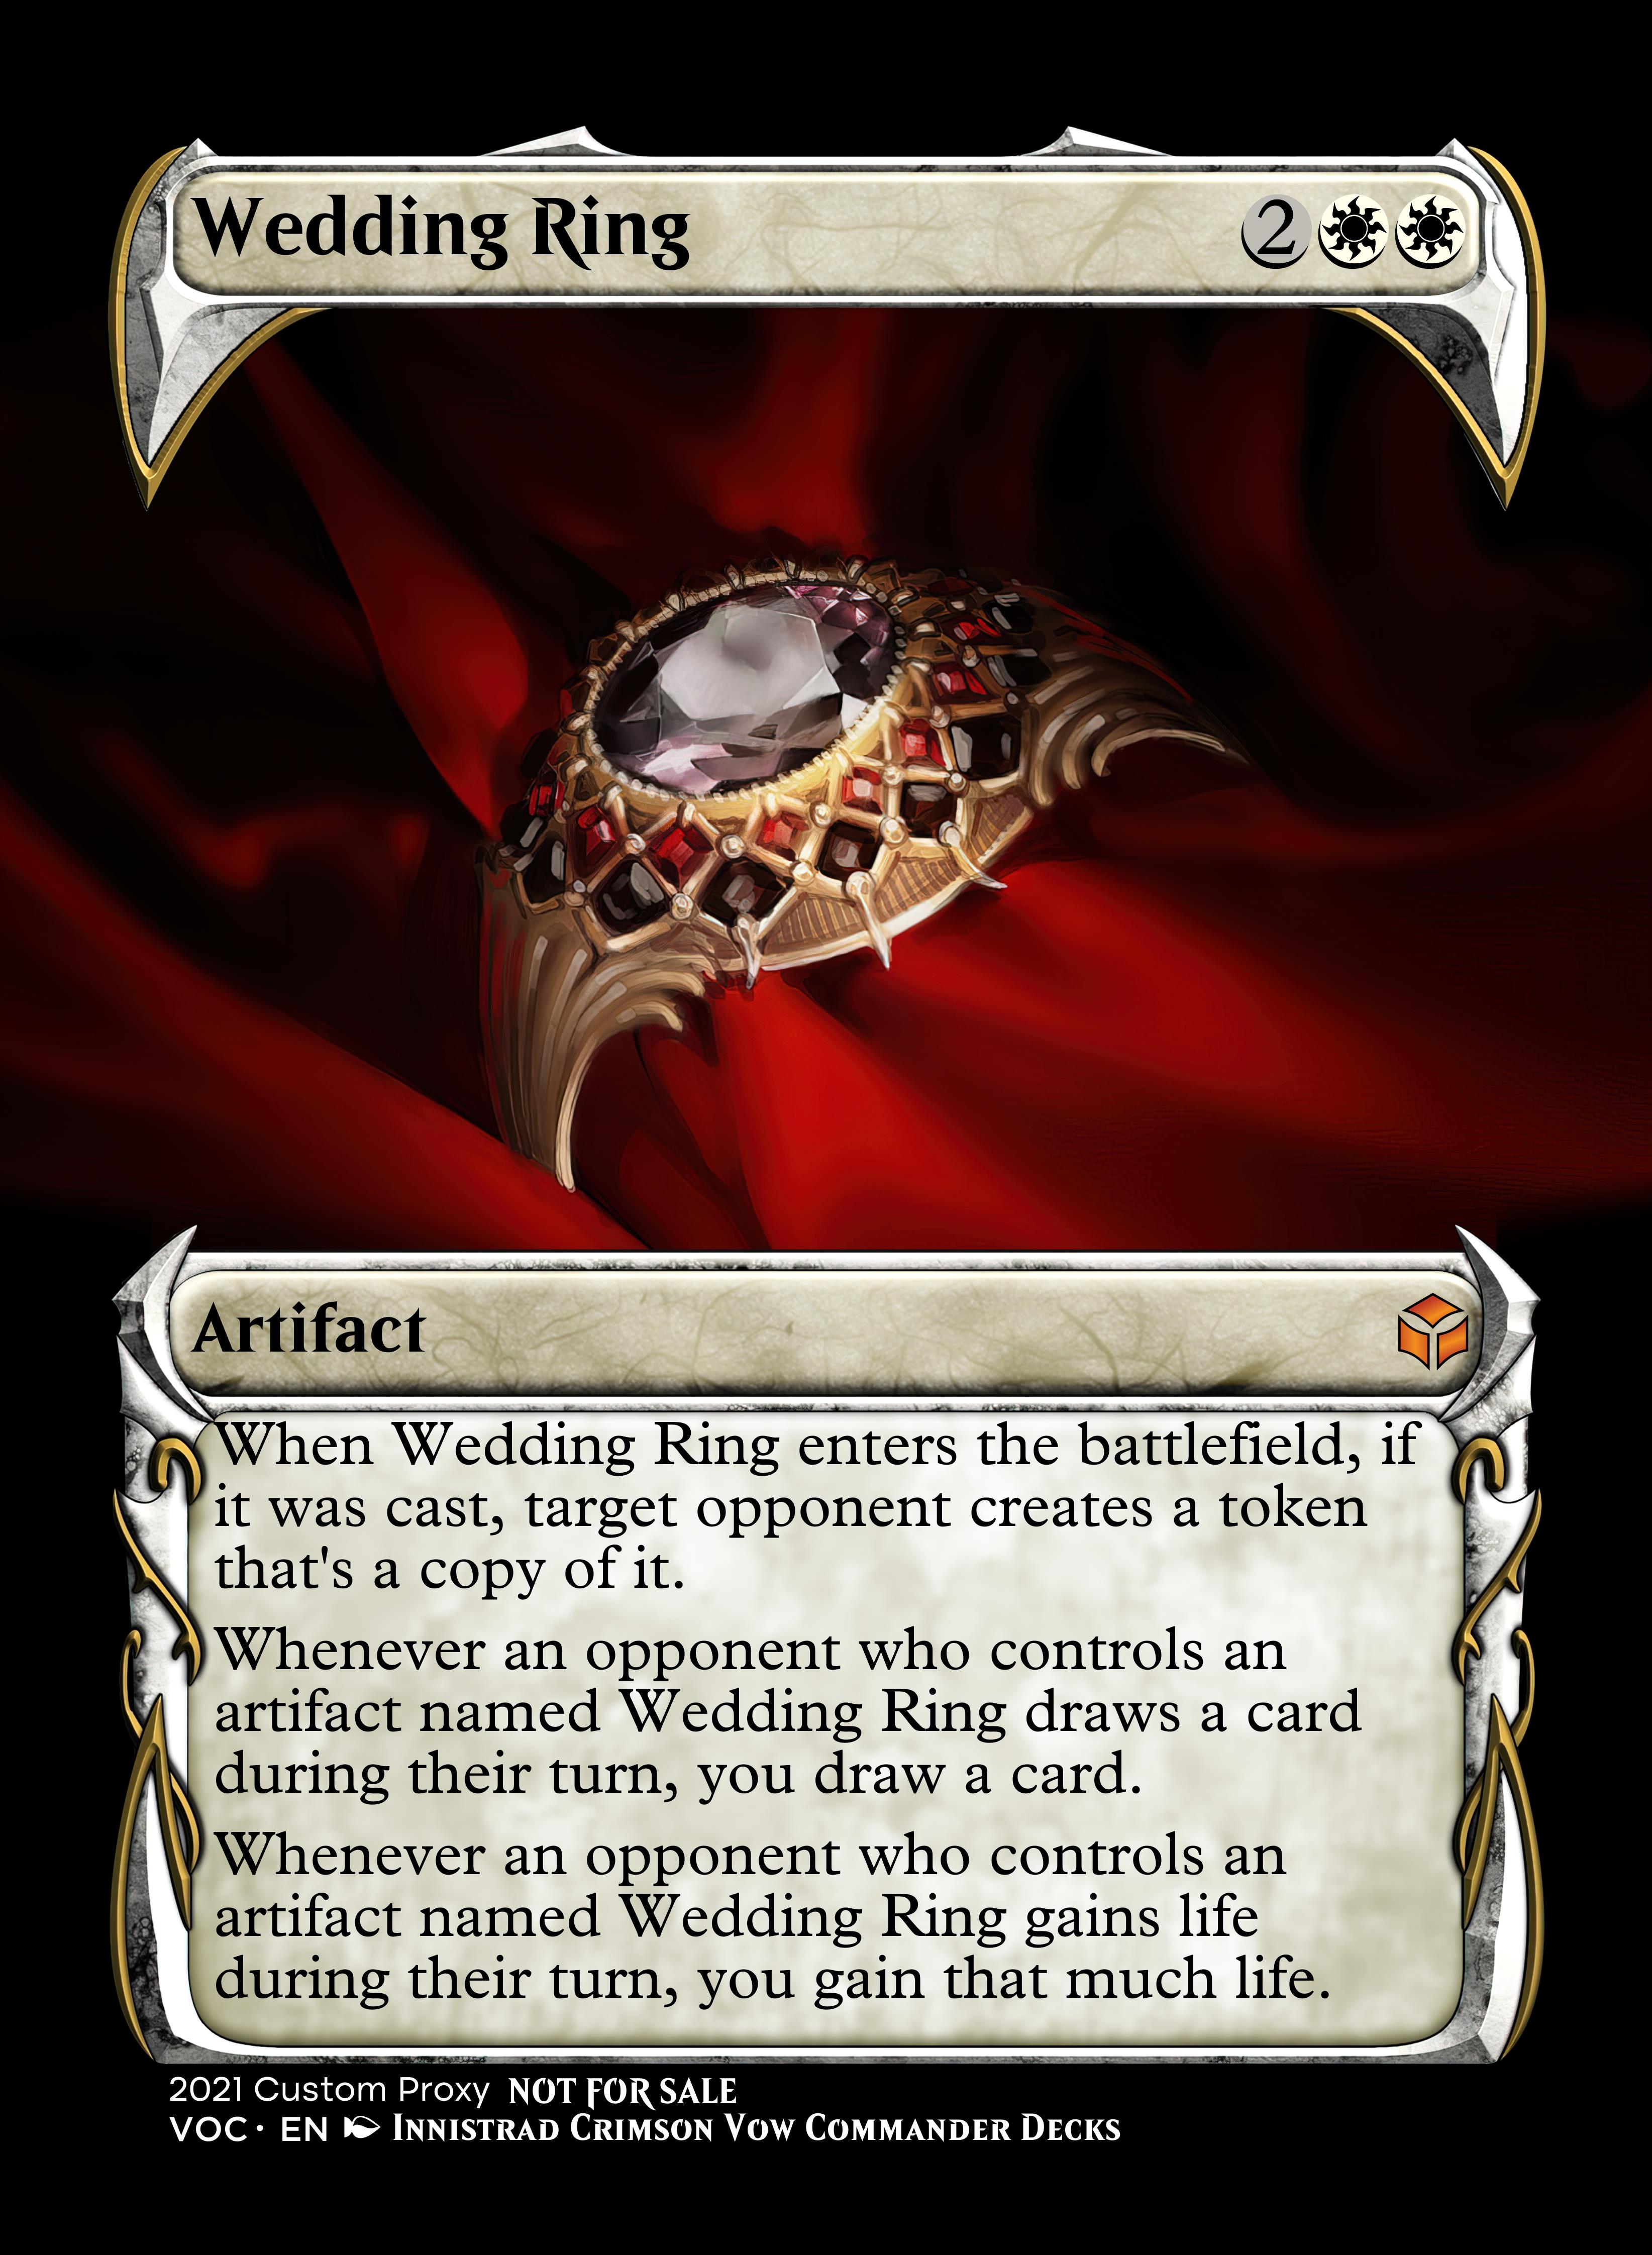 Wedding Ring 2
Artifact
When Wedding Ring enters the battlefield, if
it was cast, target opponent creates a token
that's a copy of it.
Whenever an opponent who controls an
artifact named Wedding Ring draws a card
during their turn, you draw a card.
Whenever an opponent who controls an
artifact named Wedding Ring gains life
during their turn, you gain that much life.
2021 Custom Proxy NOT FOR SALE
VOC · EN Innistrad Crimson Vow Commander Decks